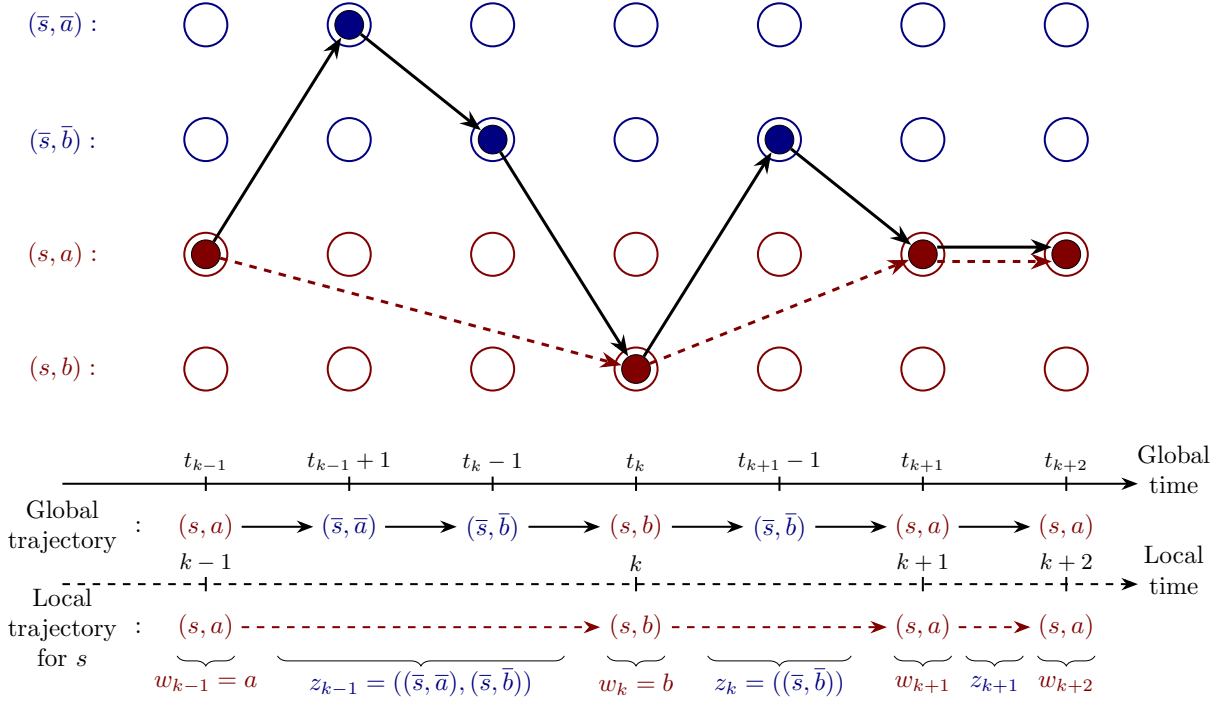 (s̅, a̅) :
(s̅, b̅) :
(s, a) :
(s, b) :
t_{k−1} t_{k−1} + 1 t_k − 1 t_k t_{k+1} − 1 t_{k+1} t_{k+2} Global
time
Global
trajectory : (s, a) (s̅, a̅) (s̅, b̅) (s, b) (s̅, b̅) (s, a) (s, a)
k − 1 k k + 1 k + 2 Local
time
Local
trajectory : (s, a) (s, b) (s, a) (s, a)
for s
w_{k−1} = a z_{k−1} = ((s̅, a̅), (s̅, b̅)) w_k = b z_k = ((s̅, b̅)) w_{k+1} z_{k+1} w_{k+2}